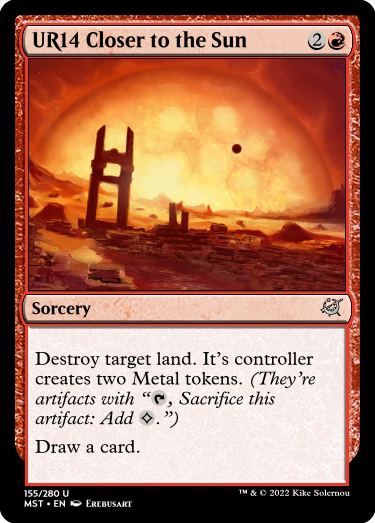 UR14 Closer to the Sun 2
Sorcery
Destroy target land. It's controller
creates two Metal tokens. (They're
artifacts with “, Sacrifice this
artifact: Add .”)
Draw a card.
155/280 U
MST • EN Erebusart
™ & © 2022 Kike Solernou